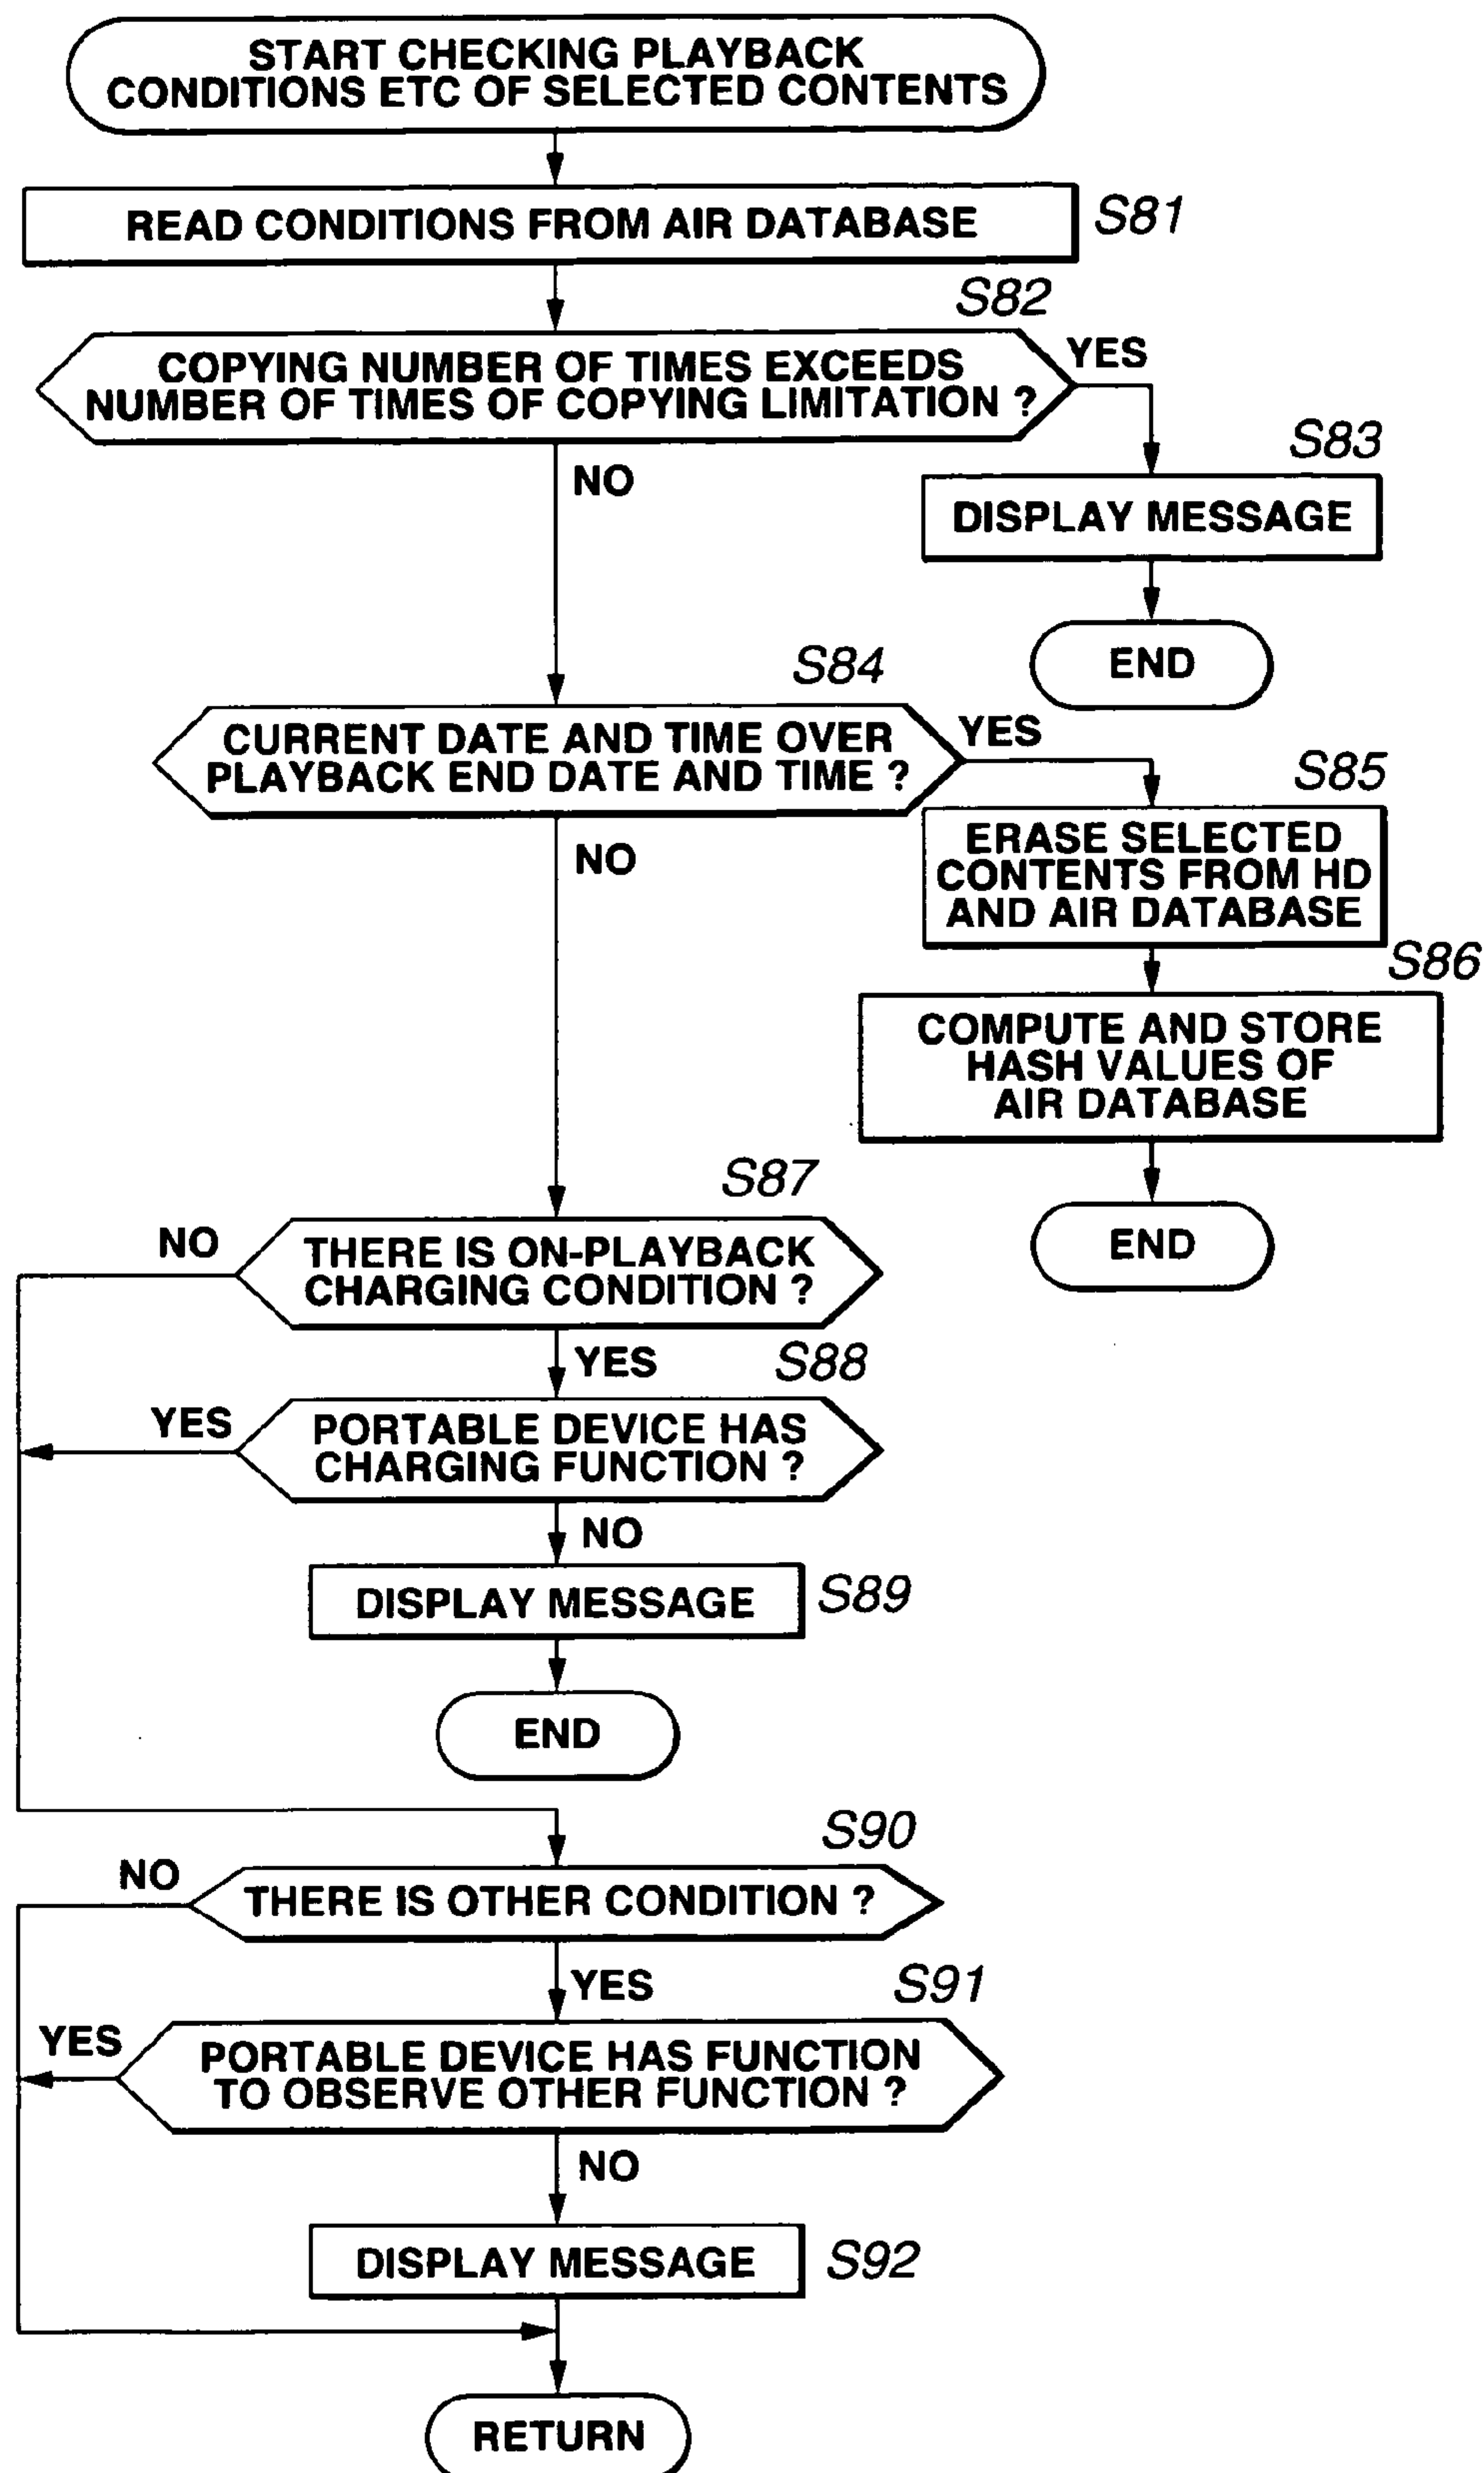 START CHECKING PLAYBACK
CONDITIONS ETC OF SELECTED CONTENTS
READ CONDITIONS FROM AIR DATABASE
S81
S82
COPYING NUMBER OF TIMES EXCEEDS
NUMBER OF TIMES OF COPYING LIMITATION ?
YES
NO
S83
DISPLAY MESSAGE
END
S84
CURRENT DATE AND TIME OVER
PLAYBACK END DATE AND TIME ?
YES
NO
S85
ERASE SELECTED
CONTENTS FROM HD
AND AIR DATABASE
S86
COMPUTE AND STORE
HASH VALUES OF
AIR DATABASE
END
S87
NO
THERE IS ON-PLAYBACK
CHARGING CONDITION ?
YES
S88
YES
PORTABLE DEVICE HAS
CHARGING FUNCTION ?
NO
DISPLAY MESSAGE
S89
END
S90
NO
THERE IS OTHER CONDITION ?
YES
S91
YES
PORTABLE DEVICE HAS FUNCTION
TO OBSERVE OTHER FUNCTION ?
NO
DISPLAY MESSAGE
S92
RETURN